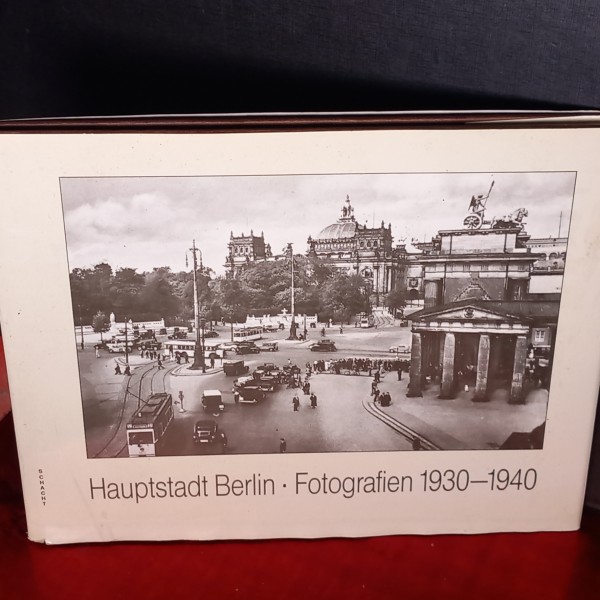 SCHACHT
Hauptstadt Berlin · Fotografien 1930–1940